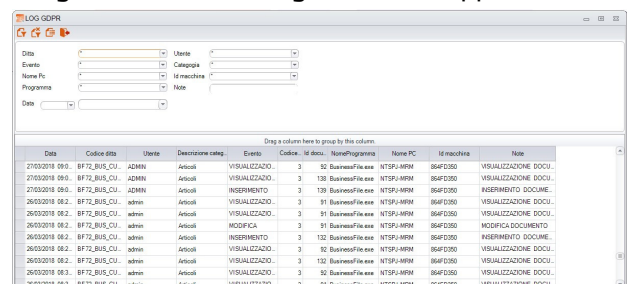 LOG GDPR
Ditta * Utente *
Evento * Categogia *
Nome Pc * Id macchina *
Programma * Note
Data
Drag a column here to group by this column.
Data Codice ditta Utente Descrizione categ... Evento Codice... Id docu... NomeProgramma Nome PC Id macchina Note
27/03/2018 09:0... BF72_BUS_CU... ADMIN Articoli VISUALIZZAZIO... 3 92 BusinessFile.exe NTSPJ-MRM 864FD350 VISUALIZZAZIONE DOCU...
27/03/2018 09:0... BF72_BUS_CU... ADMIN Articoli VISUALIZZAZIO... 3 138 BusinessFile.exe NTSPJ-MRM 864FD350 VISUALIZZAZIONE DOCU...
27/03/2018 09:0... BF72_BUS_CU... ADMIN Articoli INSERIMENTO 3 139 BusinessFile.exe NTSPJ-MRM 864FD350 INSERIMENTO DOCUME...
26/03/2018 08:2... BF72_BUS_CU... admin Articoli VISUALIZZAZIO... 3 91 BusinessFile.exe NTSPJ-MRM 864FD350 VISUALIZZAZIONE DOCU...
26/03/2018 08:2... BF72_BUS_CU... admin Articoli VISUALIZZAZIO... 3 91 BusinessFile.exe NTSPJ-MRM 864FD350 VISUALIZZAZIONE DOCU...
26/03/2018 08:2... BF72_BUS_CU... admin Articoli MODIFICA 3 91 BusinessFile.exe NTSPJ-MRM 864FD350 MODIFICA DOCUMENTO
26/03/2018 08:2... BF72_BUS_CU... admin Articoli INSERIMENTO 3 132 BusinessFile.exe NTSPJ-MRM 864FD350 INSERIMENTO DOCUME...
26/03/2018 08:2... BF72_BUS_CU... admin Articoli VISUALIZZAZIO... 3 92 BusinessFile.exe NTSPJ-MRM 864FD350 VISUALIZZAZIONE DOCU...
26/03/2018 08:2... BF72_BUS_CU... admin Articoli VISUALIZZAZIO... 3 132 BusinessFile.exe NTSPJ-MRM 864FD350 VISUALIZZAZIONE DOCU...
26/03/2018 08:3... BF72_BUS_CU... admin Articoli VISUALIZZAZIO... 3 92 BusinessFile.exe NTSPJ-MRM 864FD350 VISUALIZZAZIONE DOCU...